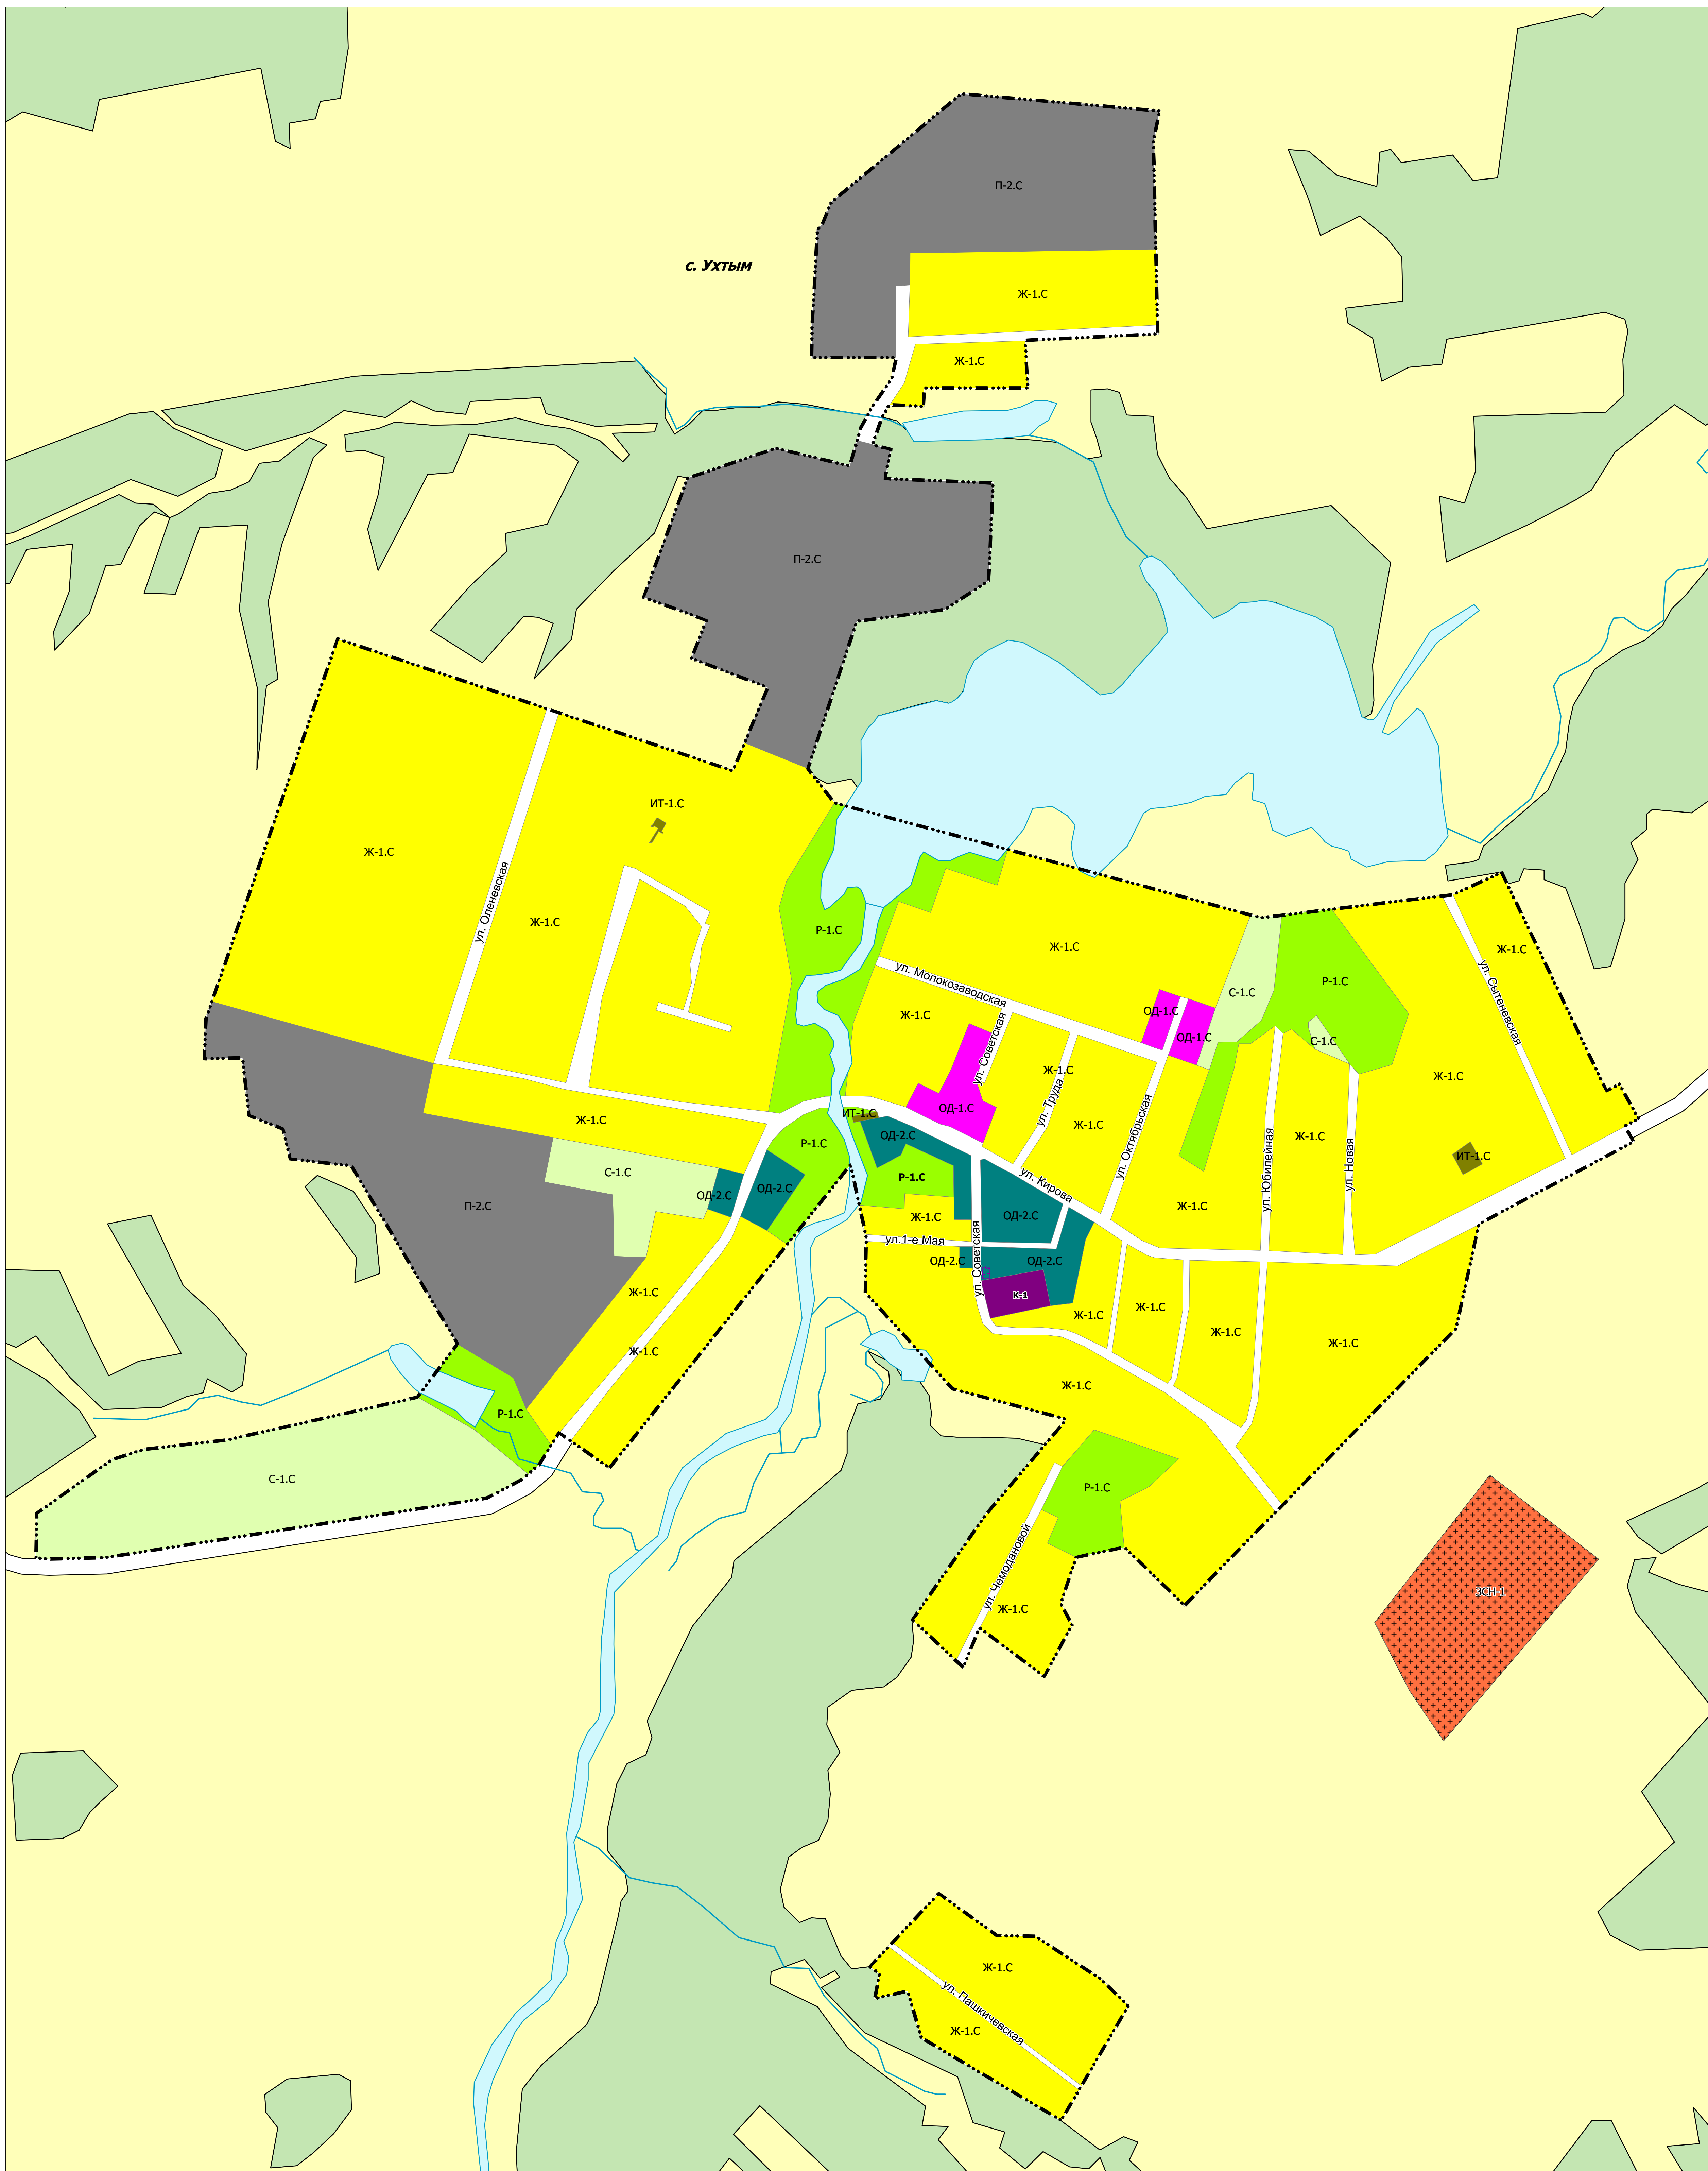 П-2.С
с. Ухтым
Ж-1.С
Ж-1.С
П-2.С
ИТ-1.С
Ж-1.С
ул. Оленевская
Ж-1.С
Р-1.С
Ж-1.С
Ж-1.С
ул. Сытеневская
ул. Молокозаводская
С-1.С
Р-1.С
ОД-1.С
Ж-1.С
ул. Советская
ОД-1.С
С-1.С
Ж-1.С
ул. Труда
Ж-1.С
ОД-1.С
ИТ-1.С
Ж-1.С
ОД-2.С
Ж-1.С
ул. Октябрьская
Ж-1.С
Р-1.С
ИТ-1.С
С-1.С
Р-1.С
ул. Кирова
ул. Юбилейная
ул. Новая
ОД-2.С
ОД-2.С
П-2.С
Ж-1.С
ОД-2.С
Ж-1.С
ул.1-е Мая
ул. Советская
ОД-2.С
ОД-2.С
Ж-1.С
К-1
Ж-1.С
Ж-1.С
Ж-1.С
Ж-1.С
Ж-1.С
Ж-1.С
Р-1.С
С-1.С
Р-1.С
ул. Чемодановой
Ж-1.С
ЗСН-1
Ж-1.С
ул. Пашкичевская
Ж-1.С